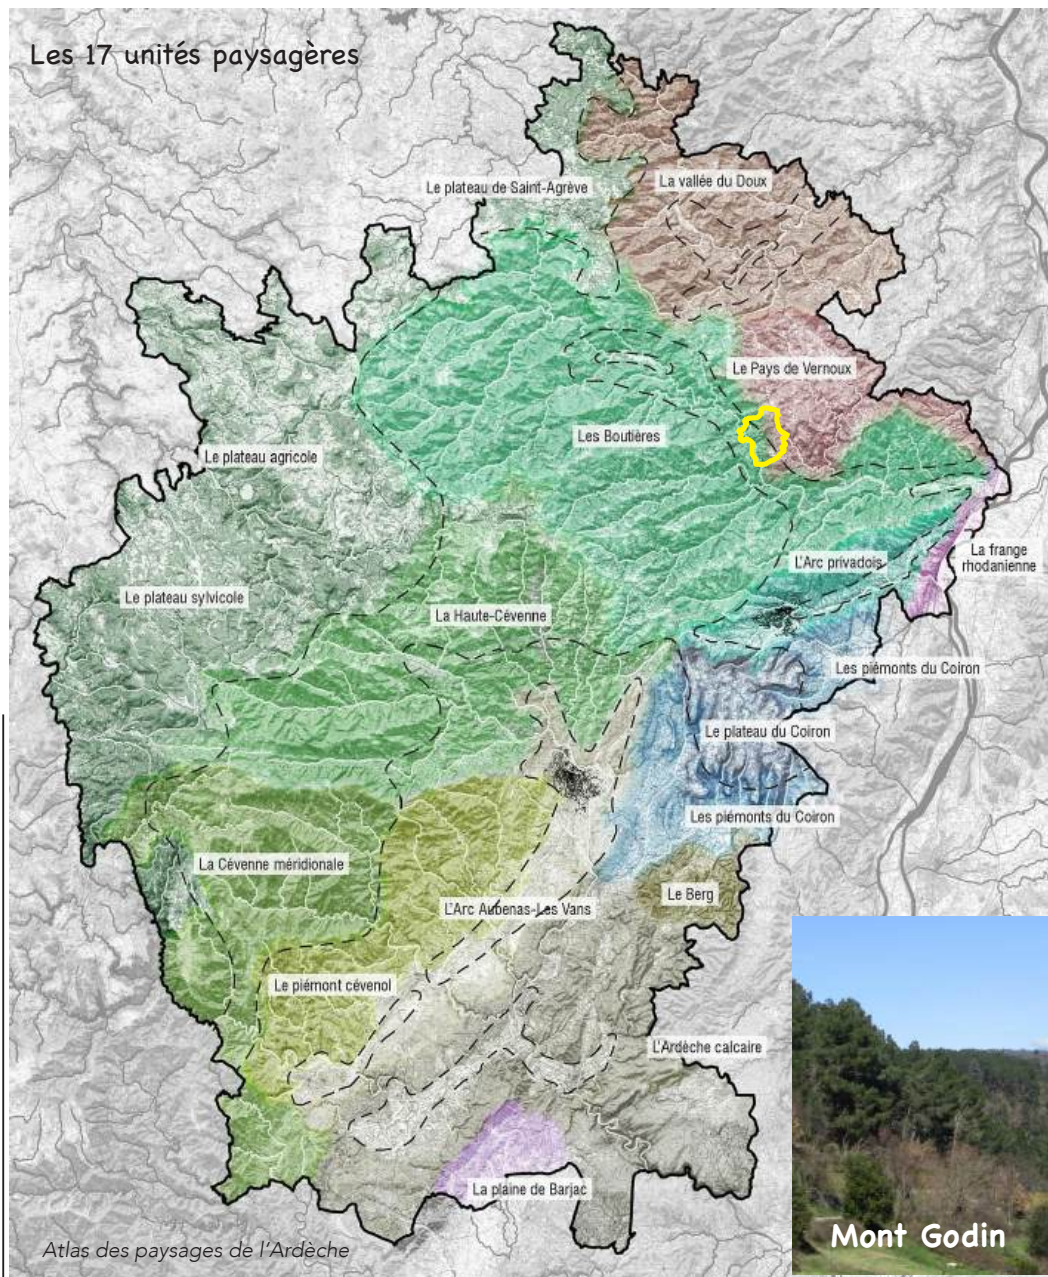 Les 17 unités paysagères
La vallée du Doux
Le plateau de Saint-Agrève
Le Pays de Vernoux
Les Boutières
Le plateau agricole
La frange
rhodanienne
L'Arc privadois
Le plateau sylvicole
La Haute-Cévenne
Les piémonts du Coiron
Le plateau du Coiron
Les piémonts du Coiron
La Cévenne méridionale
Le Berg
L'Arc Aubenas-Les Vans
Le piémont cévenol
L'Ardèche calcaire
La plaine de Barjac
Mont Godin
Atlas des paysages de l'Ardèche